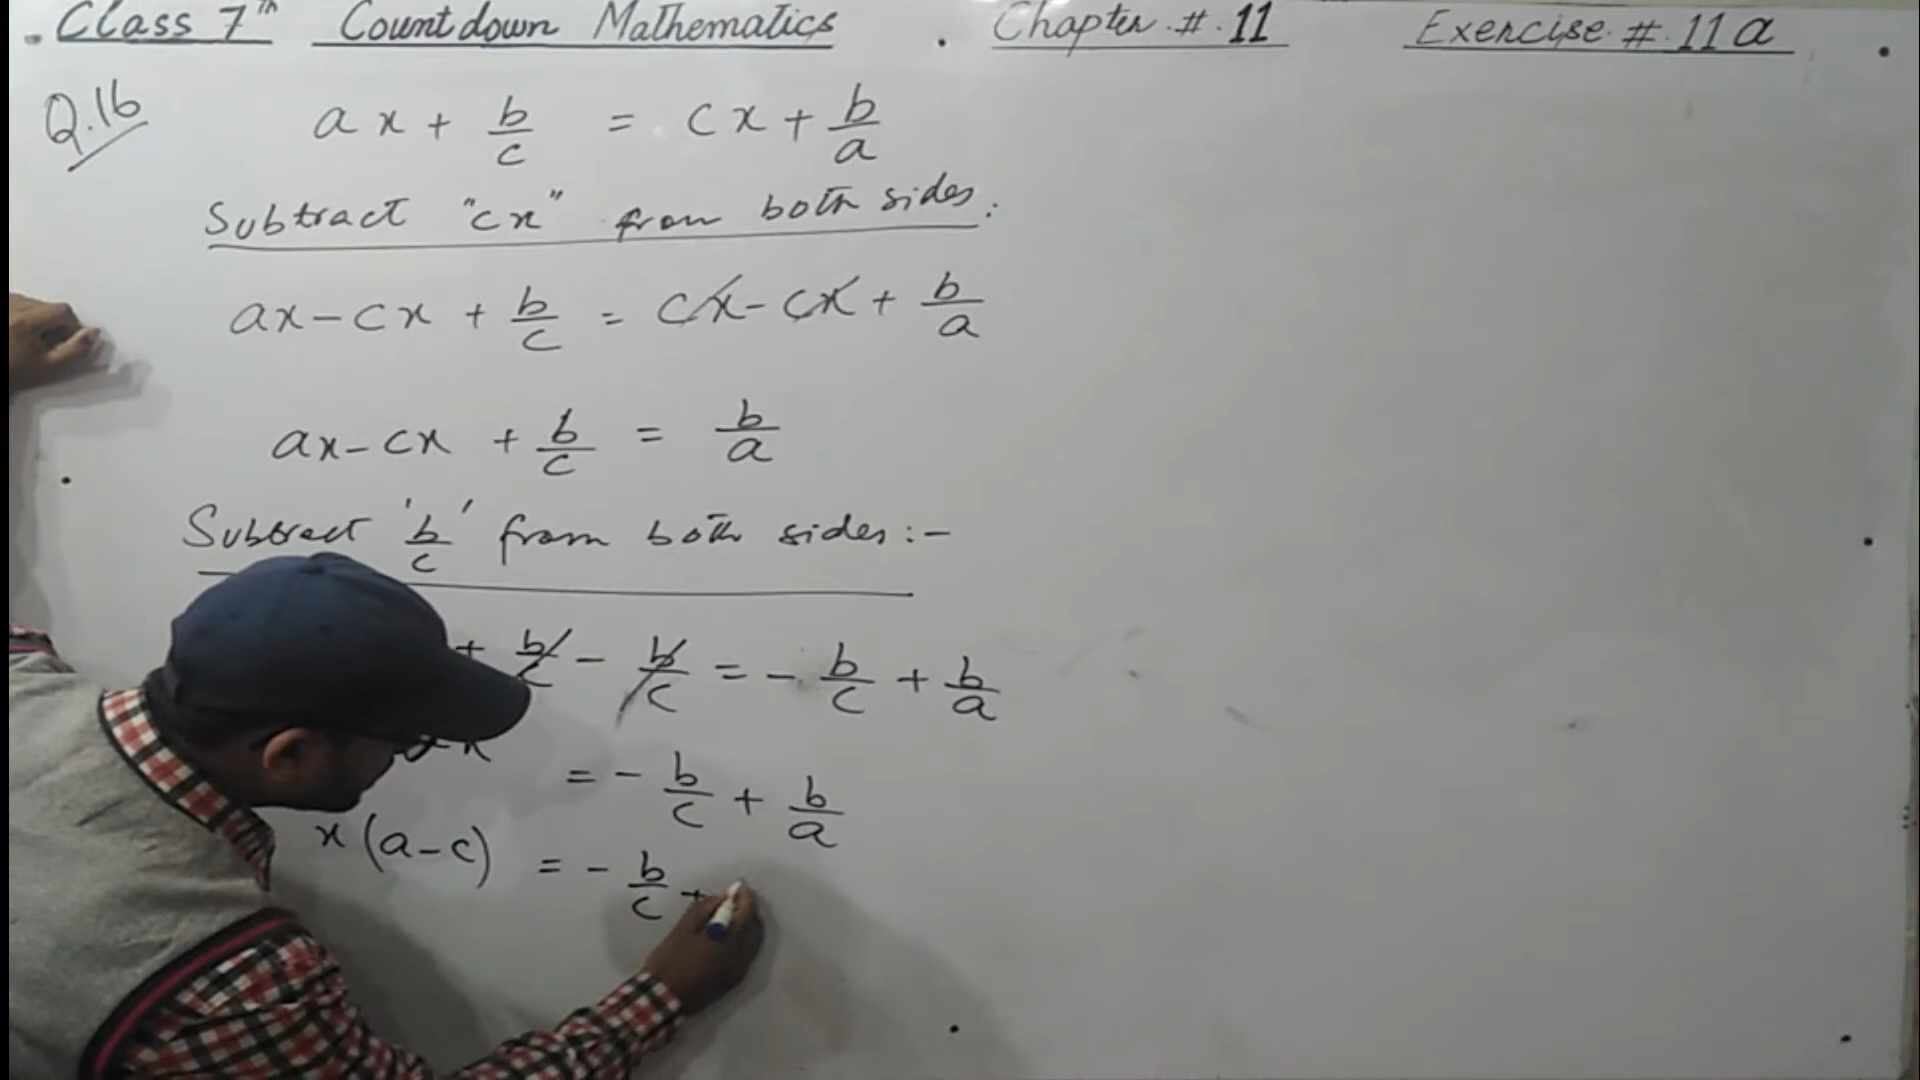 Class 7th Countdown Mathematics . Chapter # 11 Exercise # 11a
Q.16 ax + b/c = cx + b/a
Subtract "cx" from both sides:
ax - cx + b/c = cx - cx + b/a
ax - cx + b/c = b/a
Subtract 'b/c' from both sides:-
+ b/c - b/c = - b/c + b/a
= - b/c + b/a
x(a-c) = - b/c +